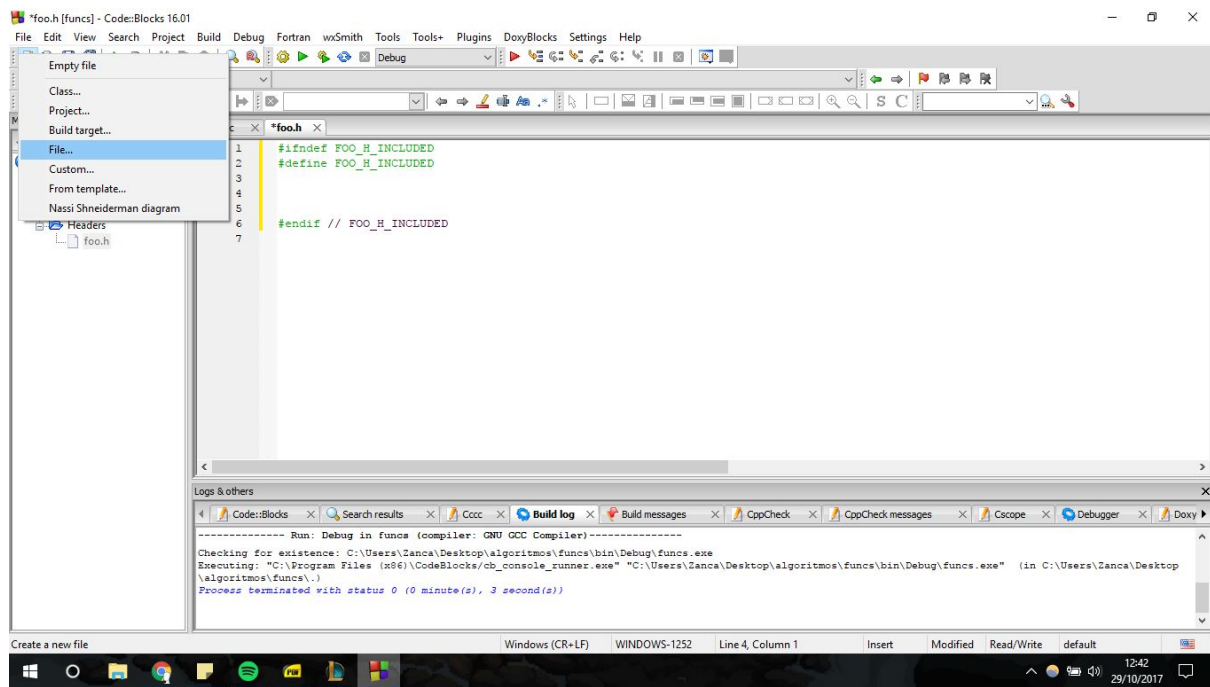 *foo.h [funcs] - Code::Blocks 16.01
File Edit View Search Project Build Debug Fortran wxSmith Tools Tools+ Plugins DoxyBlocks Settings Help
Debug
Empty file
Class...
Project...
Build target...
File...
Custom...
From template...
Nassi Shneiderman diagram
S C
c
*foo.h
1 #ifndef FOO_H_INCLUDED
2 #define FOO_H_INCLUDED
3
4
5
6 #endif // FOO_H_INCLUDED
7
Headers
foo.h
Logs & others
Code::Blocks Search results Cccc Build log Build messages CppCheck CppCheck messages Cscope Debugger Doxy
-------------- Run: Debug in funcs (compiler: GNU GCC Compiler)---------------
Checking for existence: C:\Users\Zanca\Desktop\algoritmos\funcs\bin\Debug\funcs.exe
Executing: "C:\Program Files (x86)\CodeBlocks/cb_console_runner.exe" "C:\Users\Zanca\Desktop\algoritmos\funcs\bin\Debug\funcs.exe" (in C:\Users\Zanca\Desktop
\algoritmos\funcs\.)
Process terminated with status 0 (0 minute(s), 3 second(s))
Create a new file Windows (CR+LF) WINDOWS-1252 Line 4, Column 1 Insert Modified Read/Write default
12:42
29/10/2017